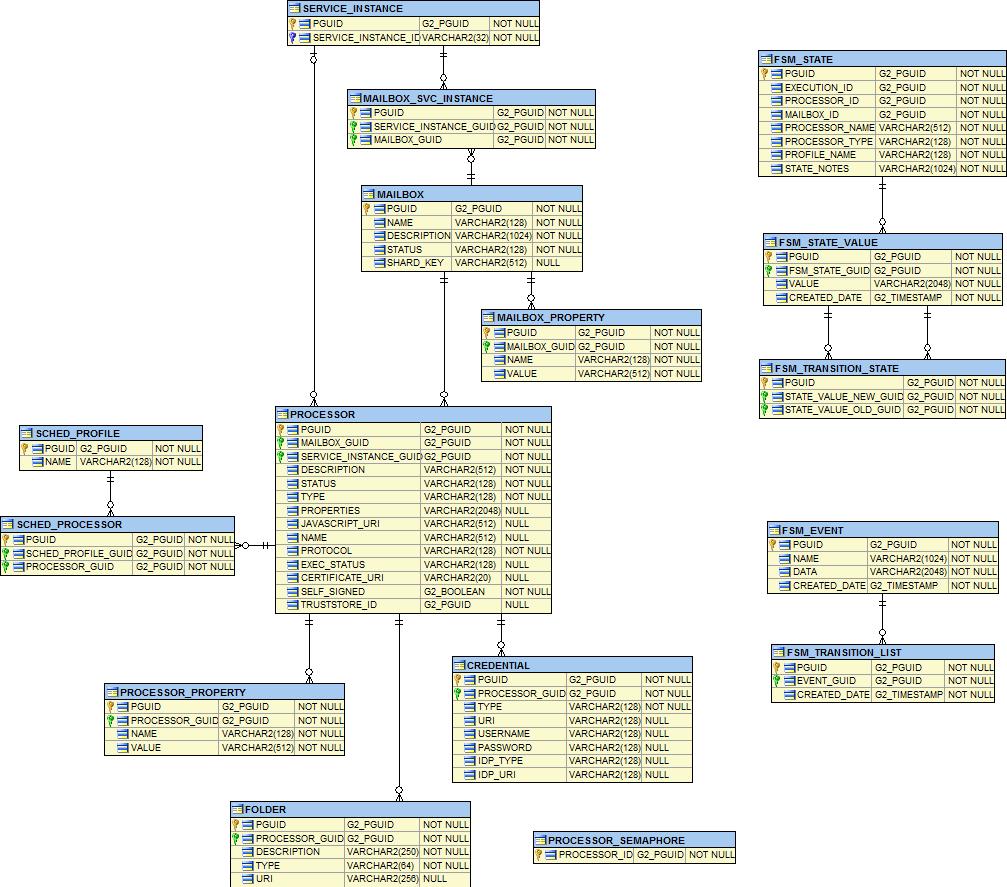 SERVICE_INSTANCE
PGUID G2_PGUID NOT NULL
SERVICE_INSTANCE_ID VARCHAR2(32) NOT NULL
MAILBOX_SVC_INSTANCE
PGUID G2_PGUID NOT NULL
SERVICE_INSTANCE_GUID G2_PGUID NOT NULL
MAILBOX_GUID G2_PGUID NOT NULL
MAILBOX
PGUID G2_PGUID NOT NULL
NAME VARCHAR2(128) NOT NULL
DESCRIPTION VARCHAR2(1024) NOT NULL
STATUS VARCHAR2(128) NOT NULL
SHARD_KEY VARCHAR2(512) NULL
MAILBOX_PROPERTY
PGUID G2_PGUID NOT NULL
MAILBOX_GUID G2_PGUID NOT NULL
NAME VARCHAR2(128) NOT NULL
VALUE VARCHAR2(512) NOT NULL
PROCESSOR
PGUID G2_PGUID NOT NULL
MAILBOX_GUID G2_PGUID NOT NULL
SERVICE_INSTANCE_GUID G2_PGUID NOT NULL
DESCRIPTION VARCHAR2(512) NOT NULL
STATUS VARCHAR2(128) NOT NULL
TYPE VARCHAR2(128) NOT NULL
PROPERTIES VARCHAR2(2048) NULL
JAVASCRIPT_URI VARCHAR2(512) NULL
NAME VARCHAR2(512) NULL
PROTOCOL VARCHAR2(128) NOT NULL
EXEC_STATUS VARCHAR2(128) NULL
CERTIFICATE_URI VARCHAR2(20) NULL
SELF_SIGNED G2_BOOLEAN NOT NULL
TRUSTSTORE_ID G2_PGUID NULL
SCHED_PROFILE
PGUID G2_PGUID NOT NULL
NAME VARCHAR2(128) NOT NULL
SCHED_PROCESSOR
PGUID G2_PGUID NOT NULL
SCHED_PROFILE_GUID G2_PGUID NOT NULL
PROCESSOR_GUID G2_PGUID NOT NULL
PROCESSOR_PROPERTY
PGUID G2_PGUID NOT NULL
PROCESSOR_GUID G2_PGUID NOT NULL
NAME VARCHAR2(128) NOT NULL
VALUE VARCHAR2(512) NOT NULL
CREDENTIAL
PGUID G2_PGUID NOT NULL
PROCESSOR_GUID G2_PGUID NOT NULL
TYPE VARCHAR2(128) NOT NULL
URI VARCHAR2(128) NULL
USERNAME VARCHAR2(128) NULL
PASSWORD VARCHAR2(128) NULL
IDP_TYPE VARCHAR2(128) NULL
IDP_URI VARCHAR2(128) NULL
FOLDER
PGUID G2_PGUID NOT NULL
PROCESSOR_GUID G2_PGUID NOT NULL
DESCRIPTION VARCHAR2(250) NOT NULL
TYPE VARCHAR2(64) NOT NULL
URI VARCHAR2(256) NULL
PROCESSOR_SEMAPHORE
PROCESSOR_ID G2_PGUID NOT NULL
FSM_STATE
PGUID G2_PGUID NOT NULL
EXECUTION_ID G2_PGUID NOT NULL
PROCESSOR_ID G2_PGUID NOT NULL
MAILBOX_ID G2_PGUID NOT NULL
PROCESSOR_NAME VARCHAR2(512) NOT NULL
PROCESSOR_TYPE VARCHAR2(128) NOT NULL
PROFILE_NAME VARCHAR2(128) NOT NULL
STATE_NOTES VARCHAR2(1024) NOT NULL
FSM_STATE_VALUE
PGUID G2_PGUID NOT NULL
FSM_STATE_GUID G2_PGUID NOT NULL
VALUE VARCHAR2(2048) NOT NULL
CREATED_DATE G2_TIMESTAMP NOT NULL
FSM_TRANSITION_STATE
PGUID G2_PGUID NOT NULL
STATE_VALUE_NEW_GUID G2_PGUID NOT NULL
STATE_VALUE_OLD_GUID G2_PGUID NOT NULL
FSM_EVENT
PGUID G2_PGUID NOT NULL
NAME VARCHAR2(1024) NOT NULL
DATA VARCHAR2(2048) NOT NULL
CREATED_DATE G2_TIMESTAMP NOT NULL
FSM_TRANSITION_LIST
PGUID G2_PGUID NOT NULL
EVENT_GUID G2_PGUID NOT NULL
CREATED_DATE G2_TIMESTAMP NOT NULL